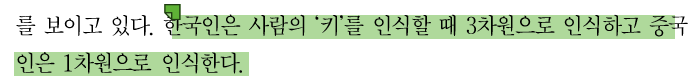 를 보이고 있다. 한국인은 사람의 ‘키’를 인식할 때 3차원으로 인식하고 중국
인은 1차원으로 인식한다.